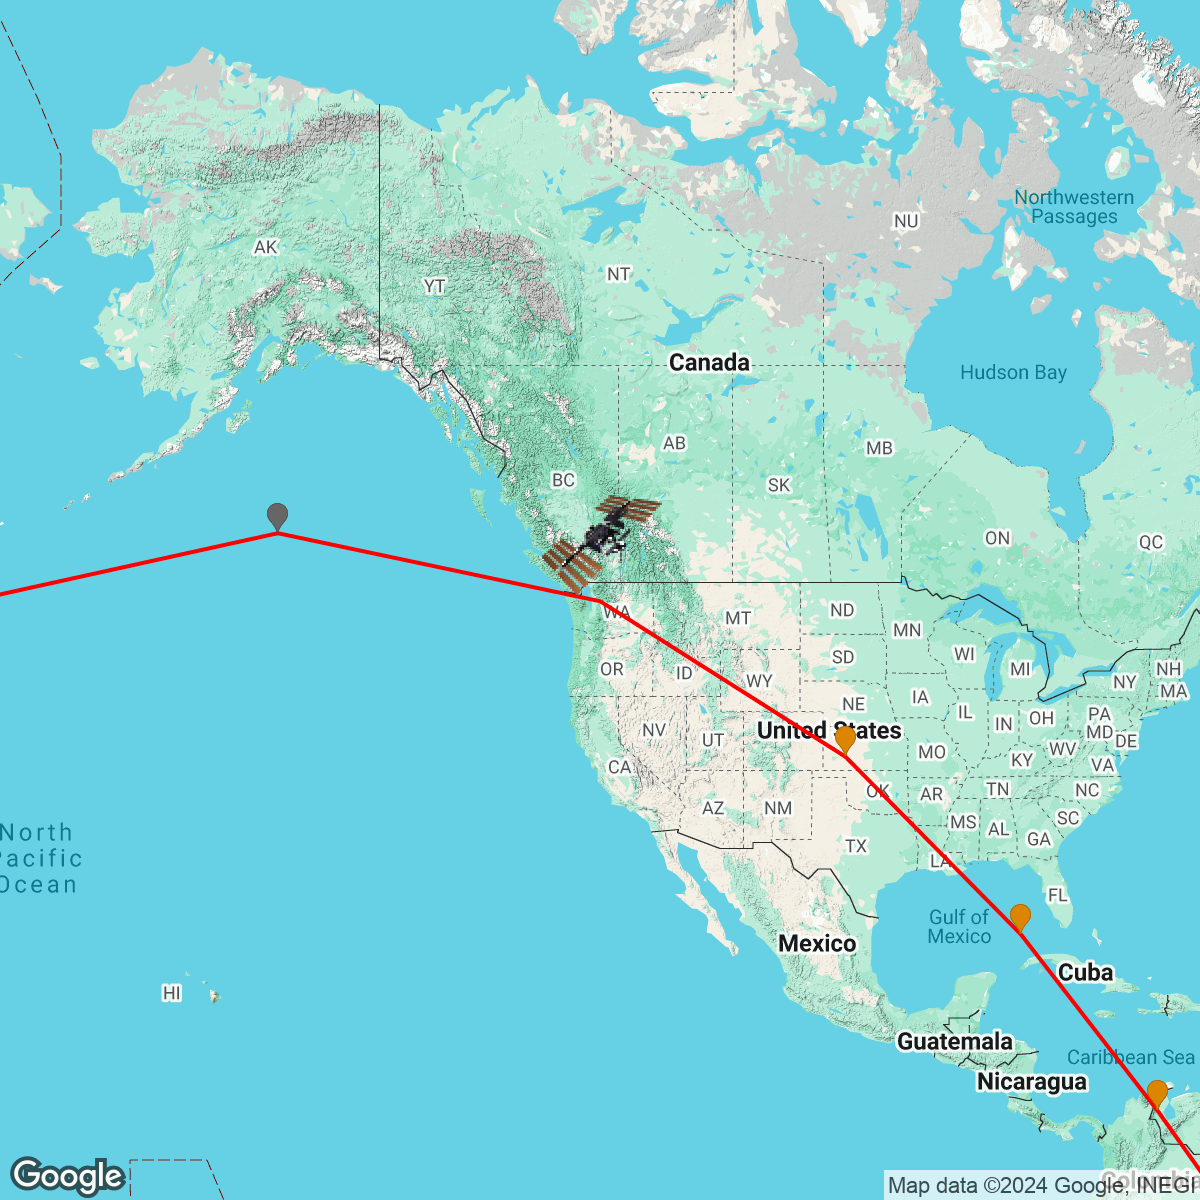 Northwestern
Passages
NU
AK
NT
YT
Canada
Hudson Bay
AB
MB
BC
SK
ON
QC
WA
MT
ND
MN
OR
ID
WY
SD
WI
MI
NH
NY
MA
NE
IA
IL
IN
OH
PA
NV
UT
United States
MO
KY
WV
MD
DE
CA
VA
AZ
NM
OK
AR
TN
NC
TX
MS
AL
GA
SC
LA
FL
North
Pacific
Ocean
Gulf of
Mexico
Mexico
Cuba
HI
Guatemala
Caribbean Sea
Nicaragua
Colombia
Google
Map data ©2024 Google, INEGI